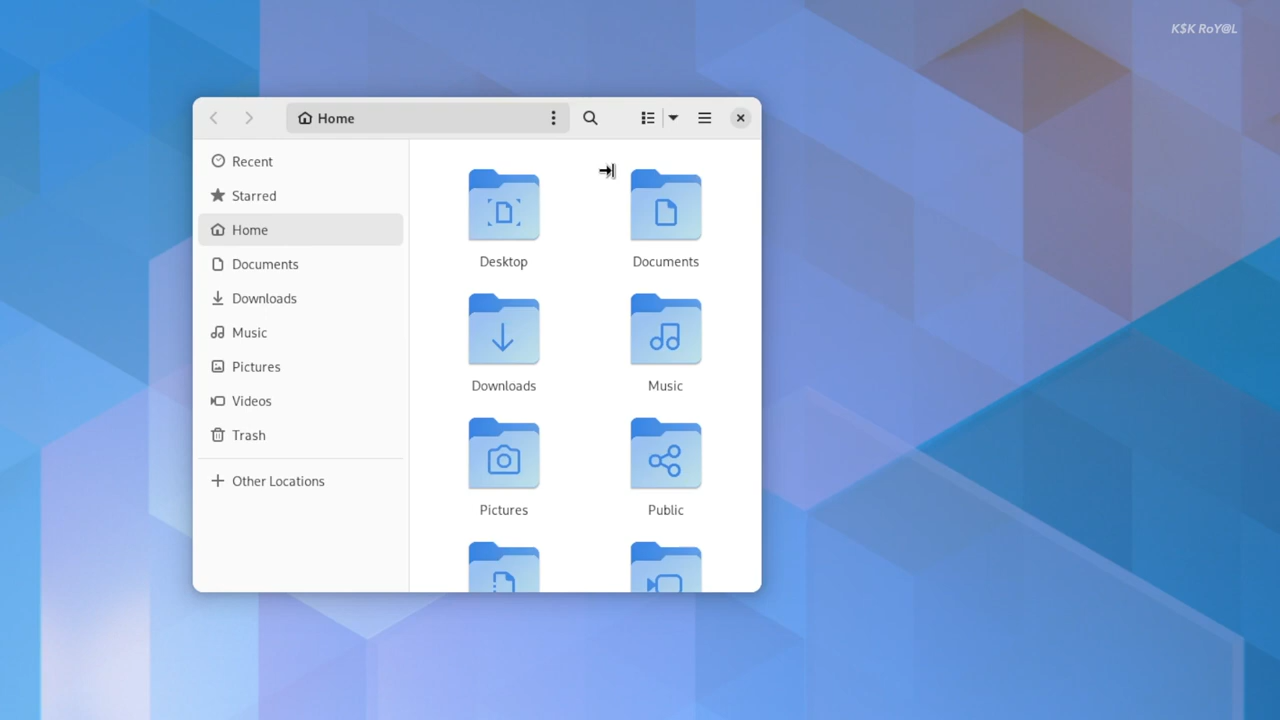 K$K RoY@L
Home
Recent
Starred
Home
Documents
Downloads
Music
Pictures
Videos
Trash
Other Locations
Desktop
Documents
Downloads
Music
Pictures
Public